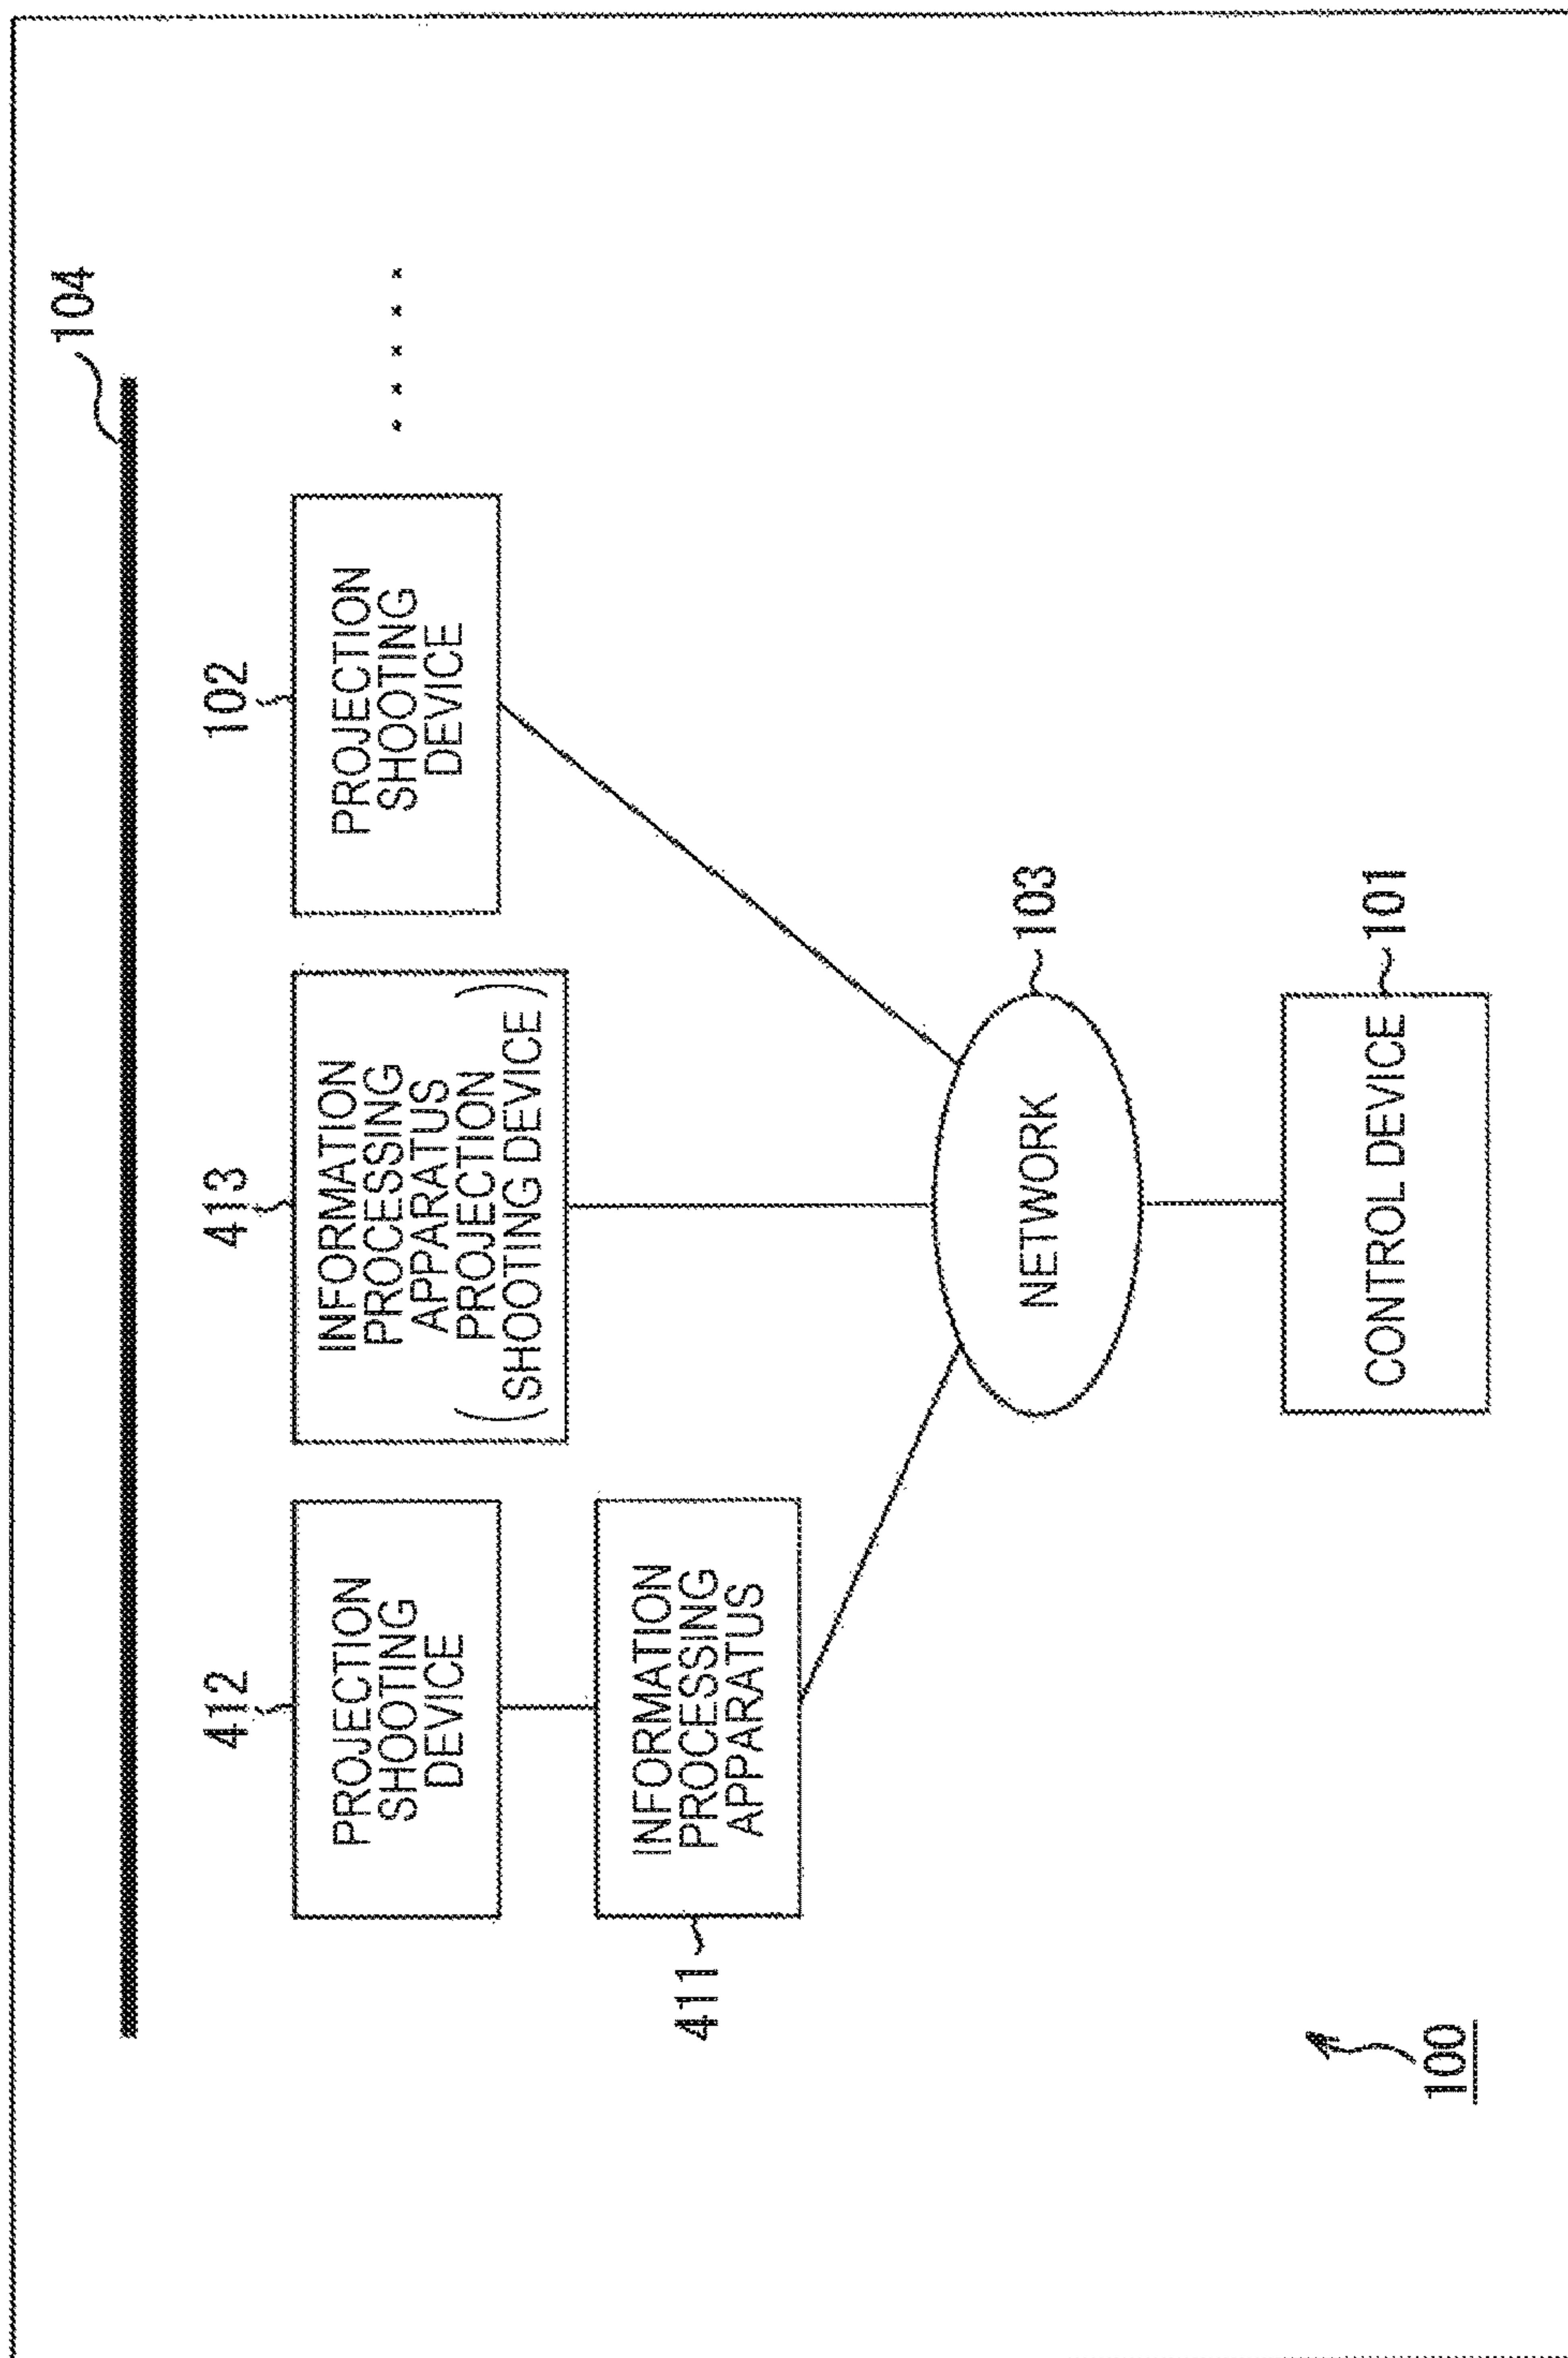 104
412
413
102
PROJECTION
SHOOTING
DEVICE
INFORMATION
PROCESSING
APPARATUS
(PROJECTION
SHOOTING DEVICE)
PROJECTION
SHOOTING
DEVICE
411
INFORMATION
PROCESSING
APPARATUS
NETWORK
103
CONTROL DEVICE
101
100